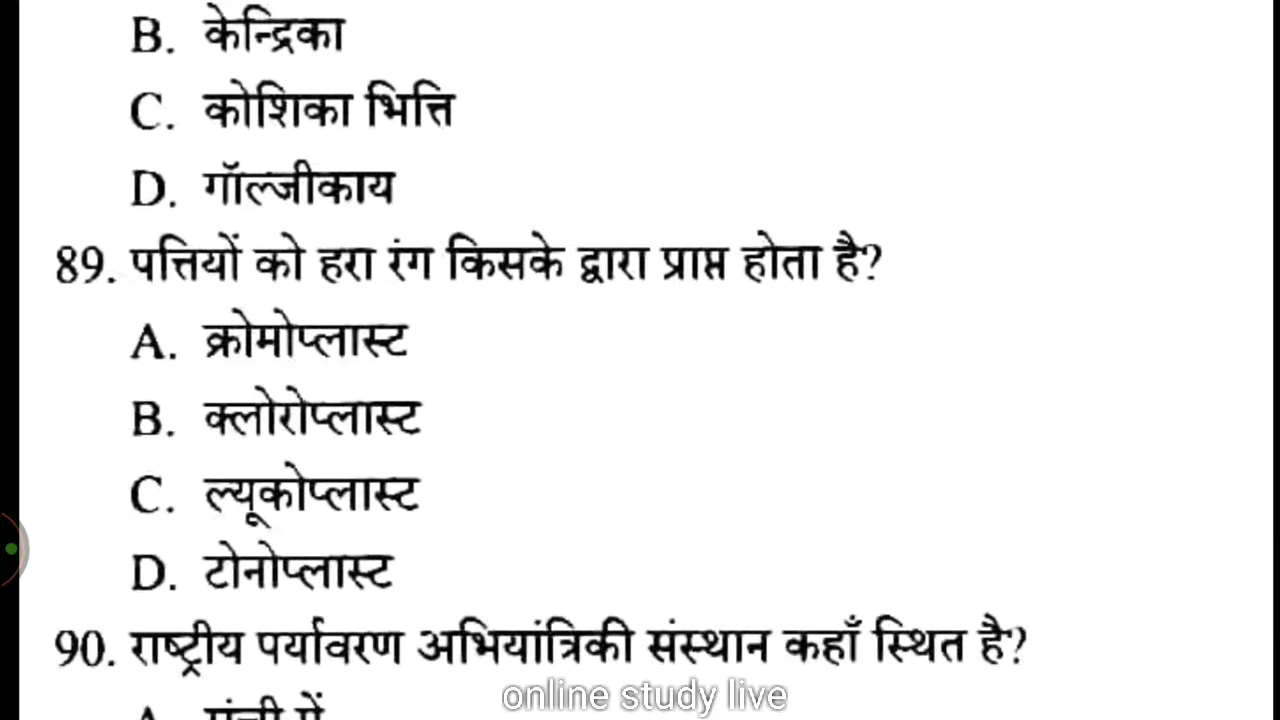 B. केन्द्रिका
C. कोशिका भित्ति
D. गॉल्जीकाय
89. पत्तियों को हरा रंग किसके द्वारा प्राप्त होता है?
A. क्रोमोप्लास्ट
B. क्लोरोप्लास्ट
C. ल्यूकोप्लास्ट
D. टोनोप्लास्ट
90. राष्ट्रीय पर्यावरण अभियांत्रिकी संस्थान कहाँ स्थित है?
online study live